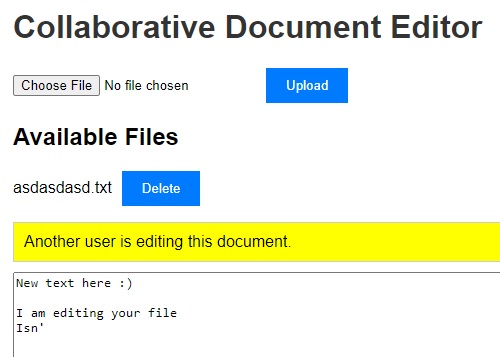 Collaborative Document Editor
Choose File No file chosen Upload
Available Files
asdasdasd.txt Delete
Another user is editing this document.
New text here :)
I am editing your file
Isn'